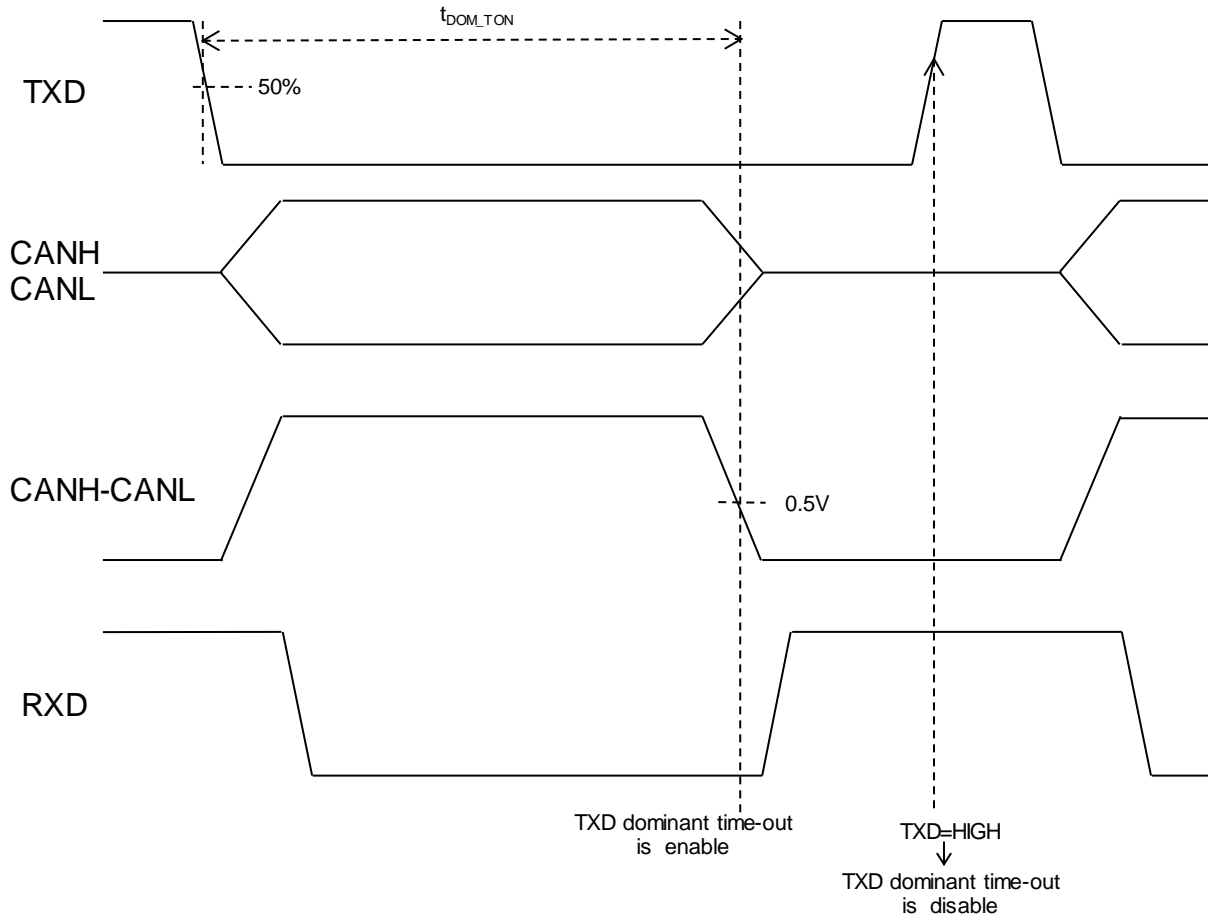 tDOM_TON
TXD
50%
CANH
CANL
CANH-CANL
0.5V
RXD
TXD dominant time-out
is enable
TXD=HIGH
TXD dominant time-out
is disable